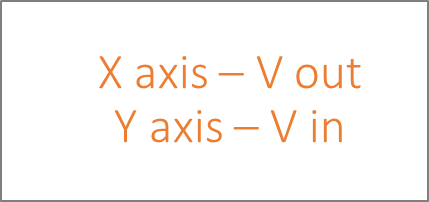 X axis – V out
Y axis – V in